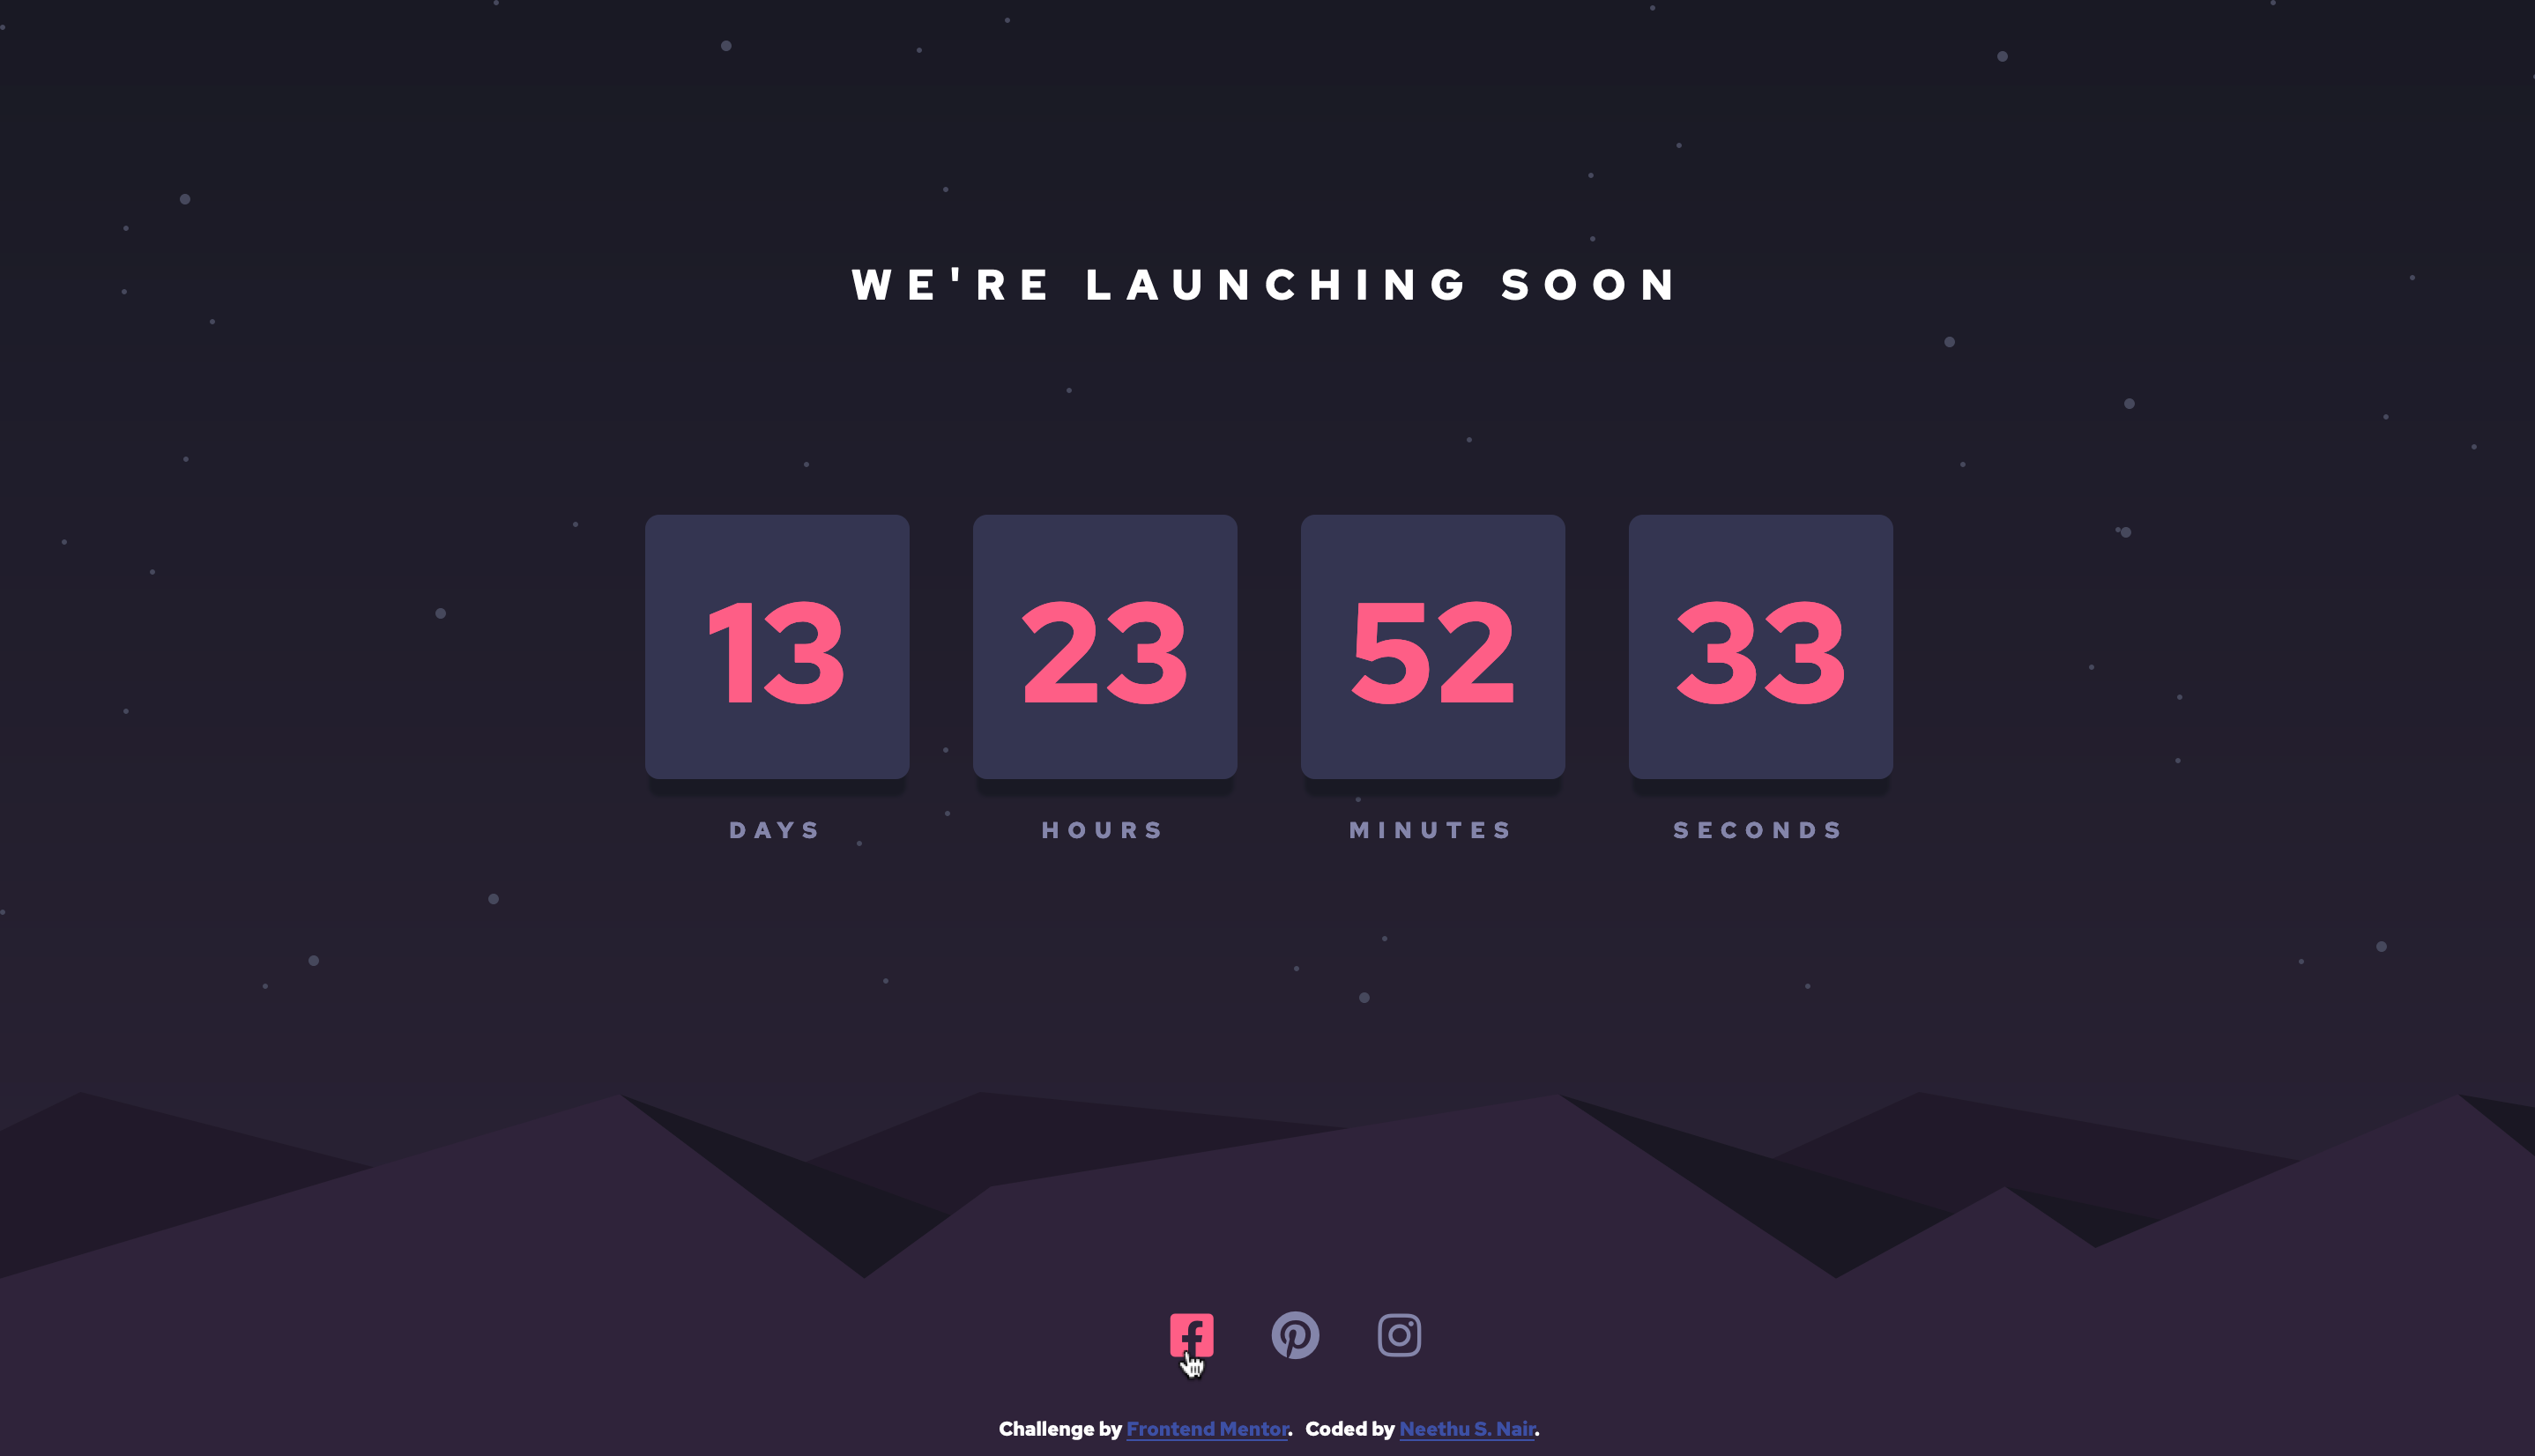 WE'RE LAUNCHING SOON
13 23 52 33
DAYS HOURS MINUTES SECONDS
Challenge by Frontend Mentor. Coded by Neethu S. Nair.